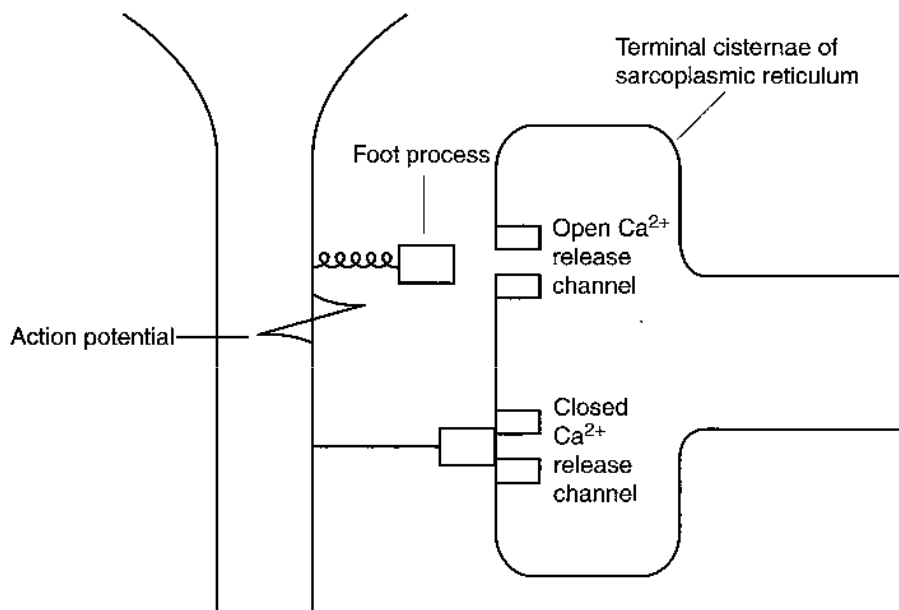 Terminal cisternae of
sarcoplasmic reticulum
Foot process
Open Ca²⁺
release
channel
Action potential
Closed
Ca²⁺
release
channel